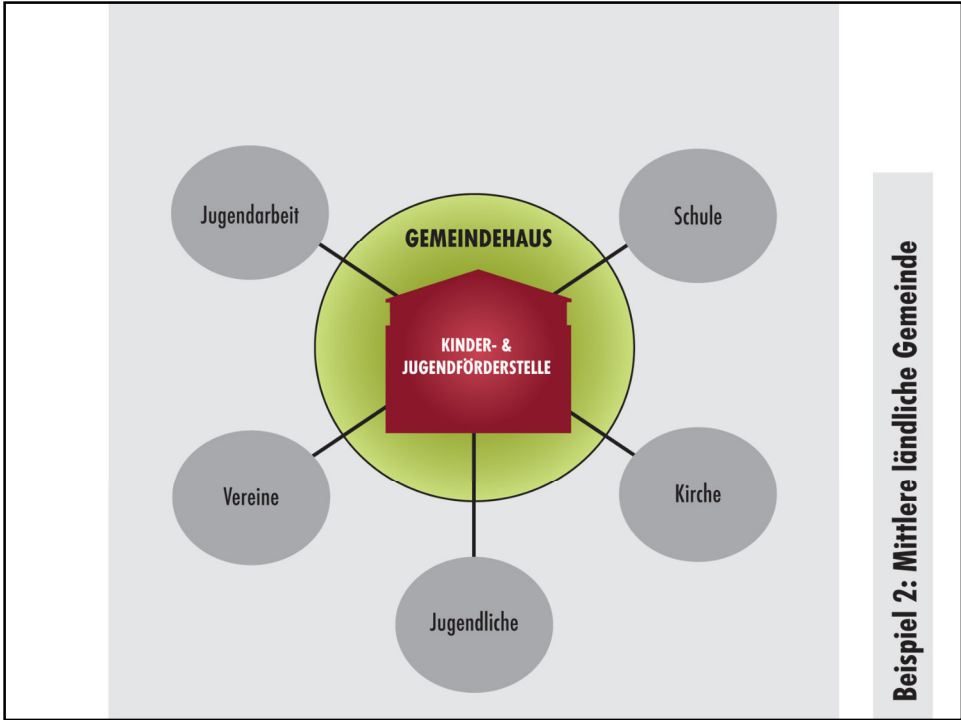 Jugendarbeit
Schule
GEMEINDEHAUS
KINDER- &
JUGENDFÖRDERSTELLE
Vereine
Kirche
Jugendliche
Beispiel 2: Mittlere ländliche Gemeinde